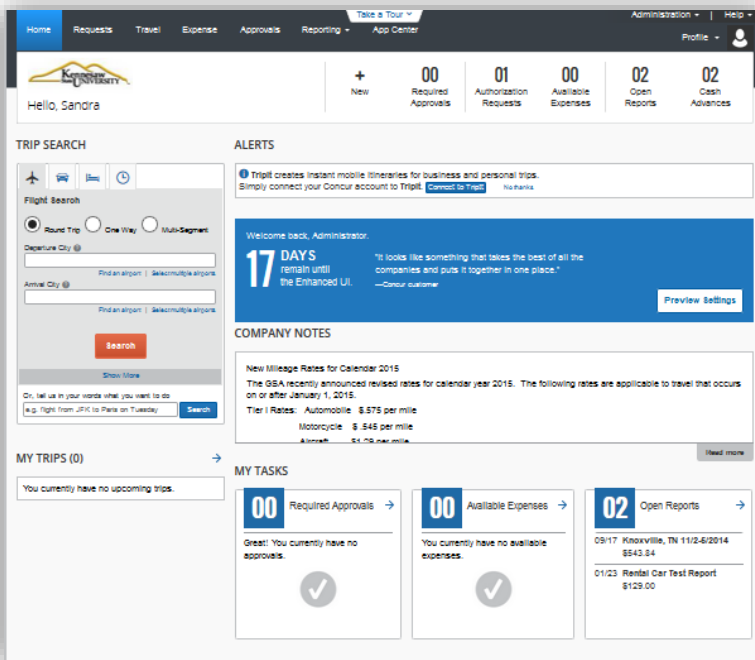 Take a Tour
Administration | Help
Home Requests Travel Expense Approvals Reporting App Center
Profile
Kennesaw
State UNIVERSITY
Hello, Sandra
+
New
00
Required
Approvals
01
Authorization
Requests
00
Available
Expenses
02
Open
Reports
02
Cash
Advances
TRIP SEARCH
Flight Search
Round Trip One Way Multi-Segment
Departure City
Find an airport | Select multiple airports
Arrival City
Find an airport | Select multiple airports
Search
Show More
Or, tell us in your words what you want to do
e.g. flight from JFK to Paris on Tuesday Search
MY TRIPS (0)
You currently have no upcoming trips.
ALERTS
TripIt creates instant mobile itineraries for business and personal trips.
Simply connect your Concur account to TripIt. Connect to TripIt No thanks
Welcome back, Administrator.
17 DAYS
remain until
the Enhanced UI.
"It looks like something that takes the best of all the
companies and puts it together in one place."
—Concur customer
Preview Settings
COMPANY NOTES
New Mileage Rates for Calendar 2015
The GSA recently announced revised rates for calendar year 2015. The following rates are applicable to travel that occurs
on or after January 1, 2015.
Tier I Rates: Automobile $.575 per mile
Motorcycle $ .545 per mile
Aircraft $1.29 per mile
Read more
MY TASKS
00 Required Approvals
Great! You currently have no
approvals.
00 Available Expenses
You currently have no available
expenses.
02 Open Reports
09/17 Knoxville, TN 11/2-5/2014
$543.84
01/23 Rental Car Test Report
$129.00